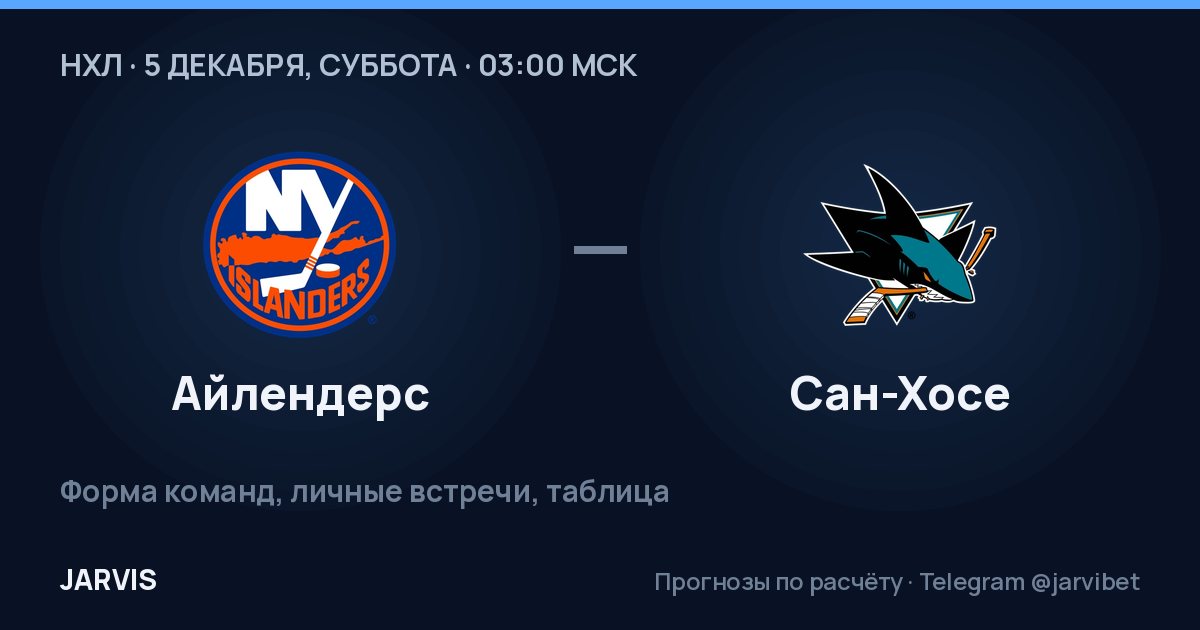 НХЛ · 5 ДЕКАБРЯ, СУББОТА · 03:00 МСК
NY
ISLANDERS
®
®
—
Айлендерс
Сан-Хосе
Форма команд, личные встречи, таблица
JARVIS
Прогнозы по расчёту · Telegram @jarvibet